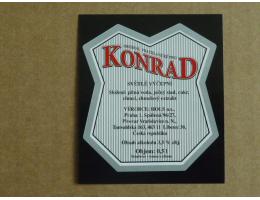 KONRAD
SVĚTLÉ VÝČEPNÍ
Složení: pitná voda, ječný slad, cukr,
chmel, chmelový extrakt
VÝROBCE: HOLS a.s.,
Praha 1, Spálená 96/27,
Pivovar Vratislavice n. N.,
Tanvaldská 163, 463 11 Liberec 30,
Česká republika
Obsah alkoholu 3,5 % obj.
Objem: 0,5 l